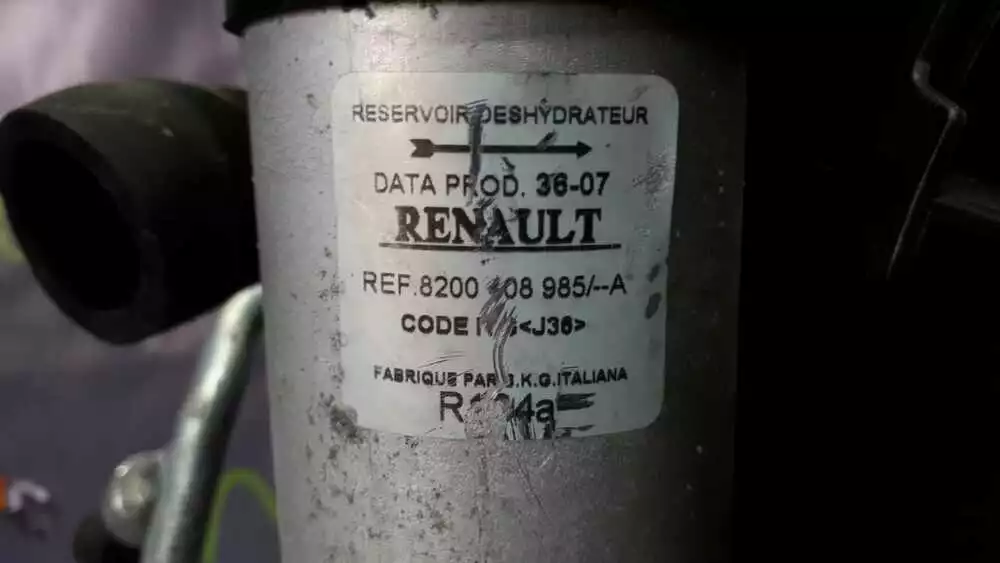 RESERVOIR DESHYDRATEUR
DATA PROD. 36-07
RENAULT
REF.8200 985/--A
CODE <J36>
FABRIQUE PAR ITALIANA